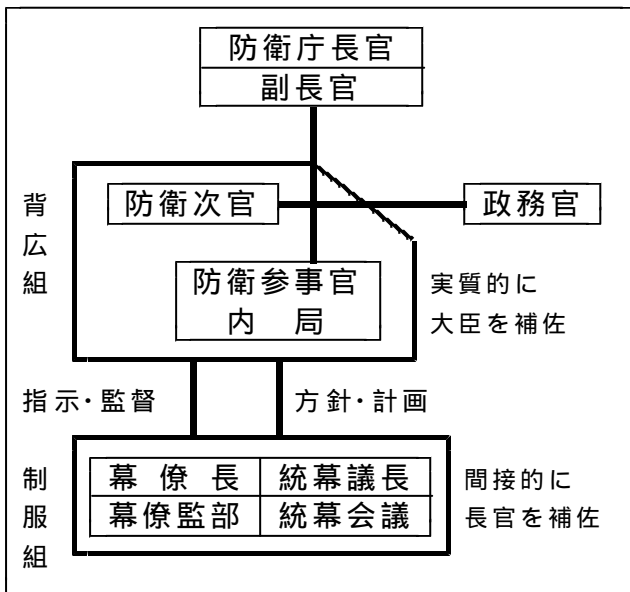 防衛庁長官
副長官
背広組
防衛次官
政務官
防衛参事官
内 局
実質的に
大臣を補佐
指示・監督
方針・計画
制服組
幕 僚 長
統幕議長
幕僚監部
統幕会議
間接的に
長官を補佐